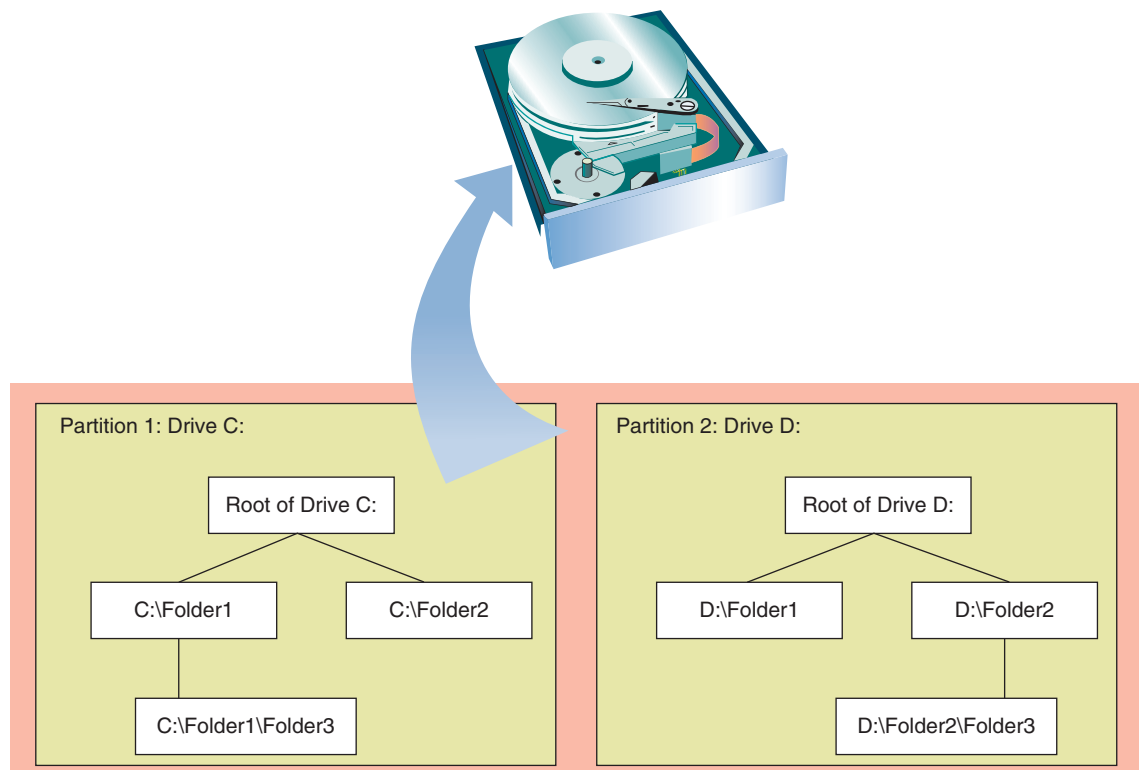 Partition 1: Drive C:
Root of Drive C:
C:\Folder1
C:\Folder2
C:\Folder1\Folder3
Partition 2: Drive D:
Root of Drive D:
D:\Folder1
D:\Folder2
D:\Folder2\Folder3